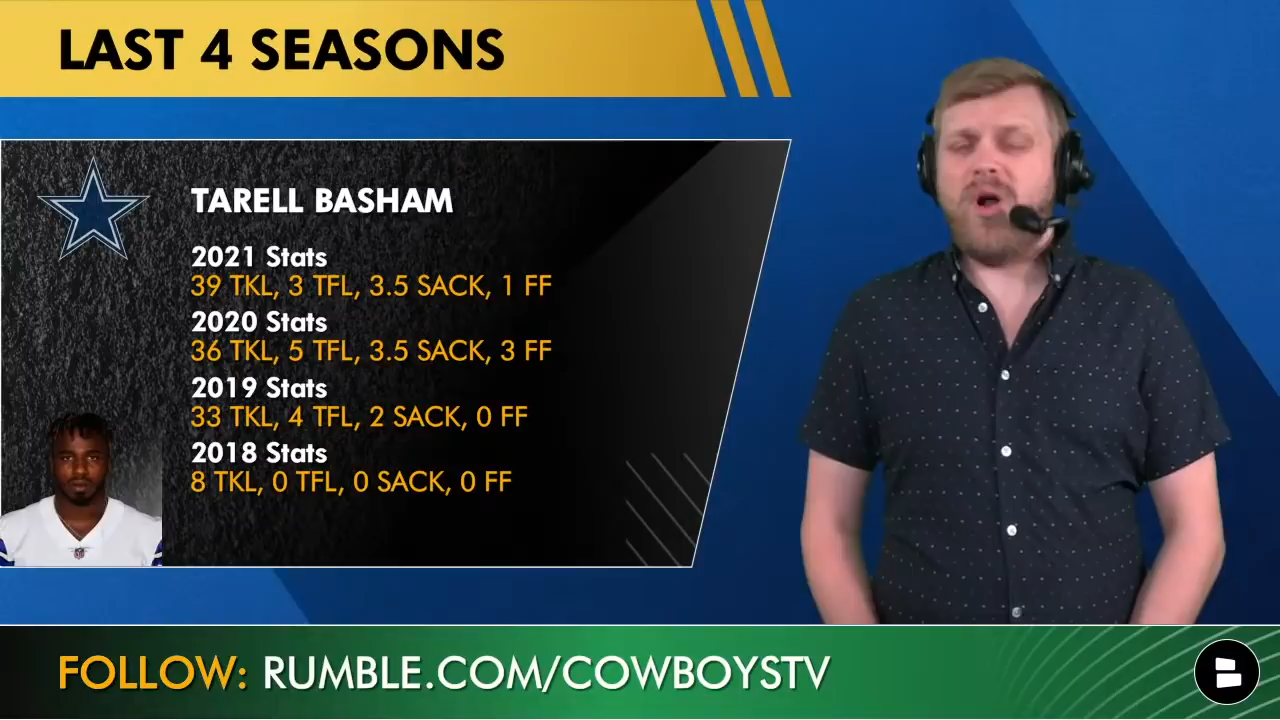 LAST 4 SEASONS
TARELL BASHAM
2021 Stats
39 TKL, 3 TFL, 3.5 SACK, 1 FF
2020 Stats
36 TKL, 5 TFL, 3.5 SACK, 3 FF
2019 Stats
33 TKL, 4 TFL, 2 SACK, 0 FF
2018 Stats
8 TKL, 0 TFL, 0 SACK, 0 FF
FOLLOW: RUMBLE.COM/COWBOYSTV